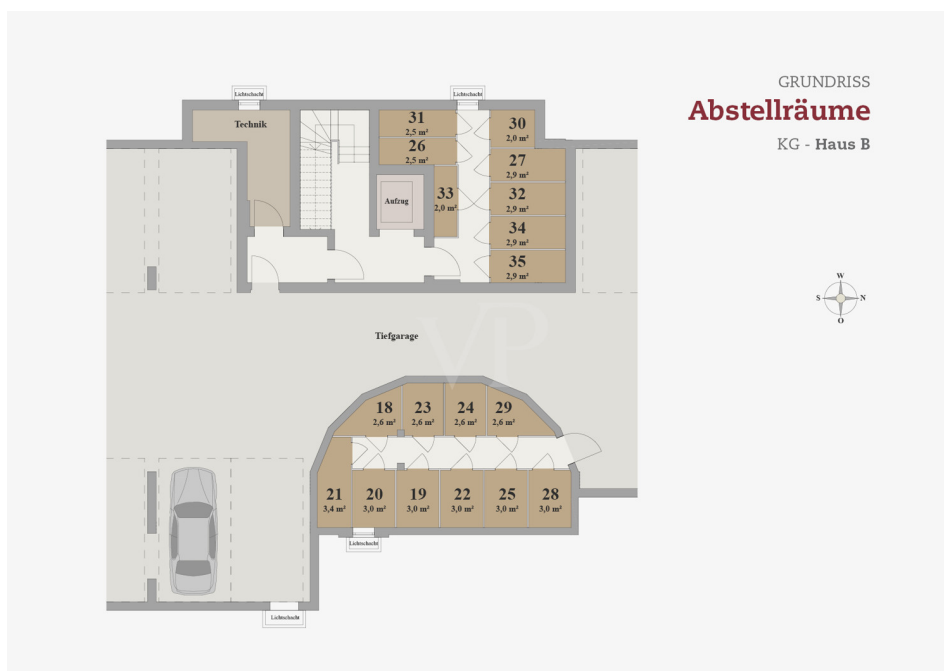 GRUNDRISS
Abstellräume
KG - Haus B
Lichtschacht
Lichtschacht
Technik
31
2,5 m²
26
2,5 m²
30
2,0 m²
27
2,9 m²
33
2,0 m²
32
2,9 m²
Aufzug
34
2,9 m²
35
2,9 m²
W
S
N
O
Tiefgarage
VP
18
2,6 m²
23
2,6 m²
24
2,6 m²
29
2,6 m²
21
3,4 m²
20
3,0 m²
19
3,0 m²
22
3,0 m²
25
3,0 m²
28
3,0 m²
Lichtschacht
Lichtschacht